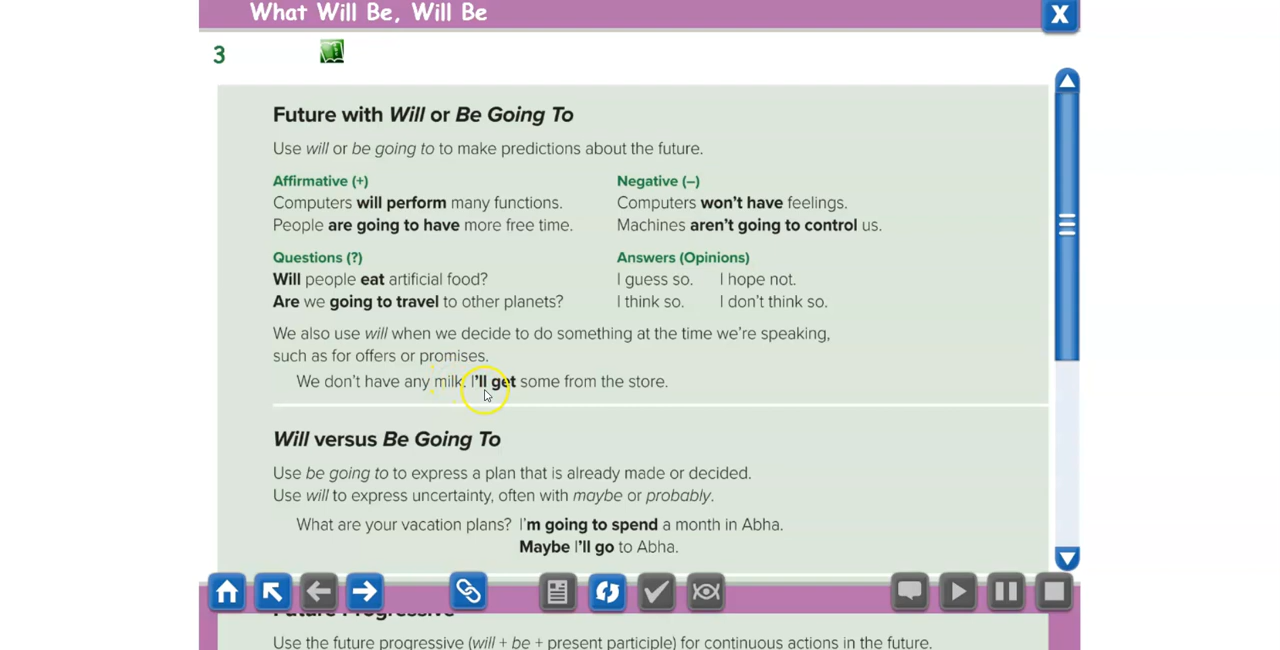 What Will Be, Will Be
X
3
Future with Will or Be Going To
Use will or be going to to make predictions about the future.
Affirmative (+)
Computers will perform many functions.
People are going to have more free time.
Negative (–)
Computers won't have feelings.
Machines aren't going to control us.
Questions (?)
Will people eat artificial food?
Are we going to travel to other planets?
Answers (Opinions)
I guess so. I hope not.
I think so. I don't think so.
We also use will when we decide to do something at the time we're speaking,
such as for offers or promises.
We don't have any milk. I'll get some from the store.
Will versus Be Going To
Use be going to to express a plan that is already made or decided.
Use will to express uncertainty, often with maybe or probably.
What are your vacation plans? I'm going to spend a month in Abha.
Maybe I'll go to Abha.
Future Progressive
Use the future progressive (will + be + present participle) for continuous actions in the future.